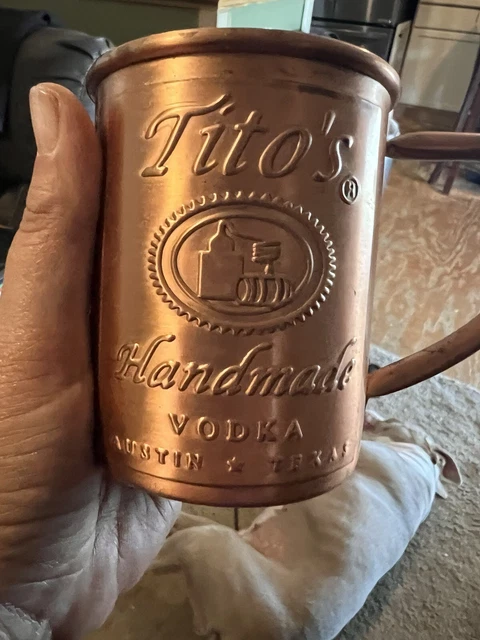 Tito's®
Handmade
VODKA
AUSTIN ★ TEXAS